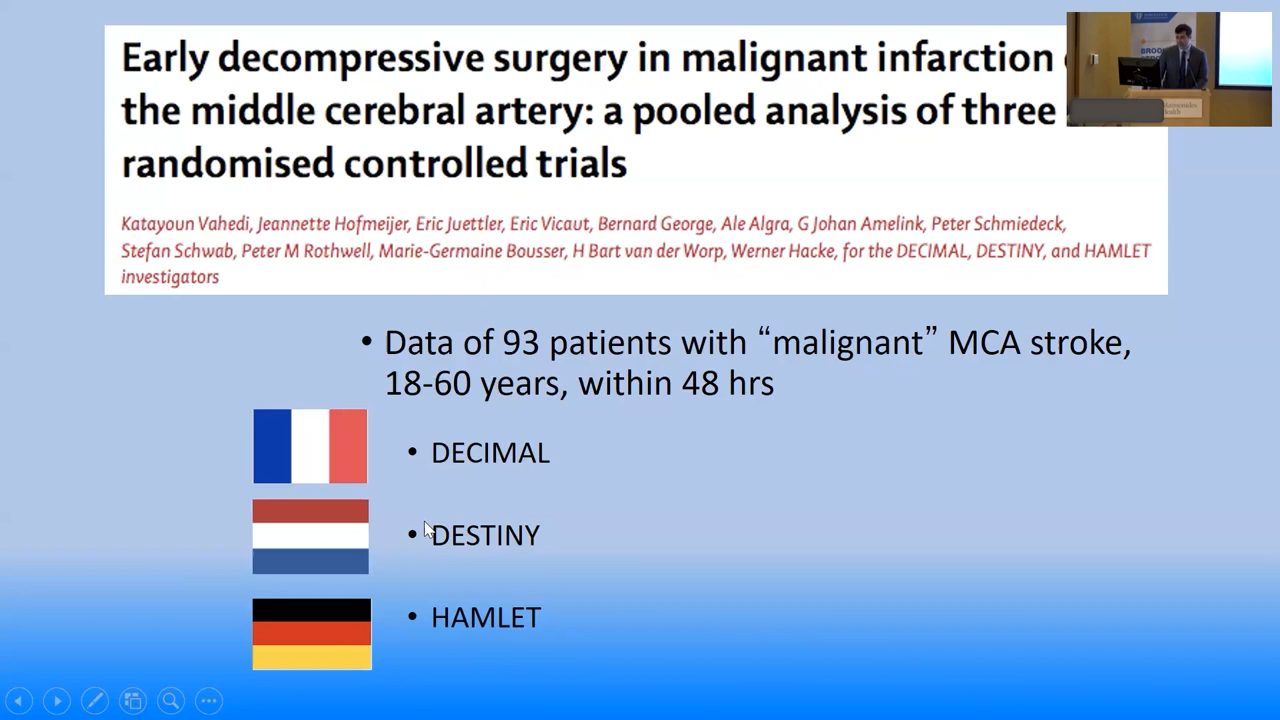 Early decompressive surgery in malignant infarction
the middle cerebral artery: a pooled analysis of three
randomised controlled trials
Katayoun Vahedi, Jeannette Hofmeijer, Eric Juettler, Eric Vicaut, Bernard George, Ale Algra, G Johan Amelink, Peter Schmiedeck,
Stefan Schwab, Peter M Rothwell, Marie-Germaine Bousser, H Bart van der Worp, Werner Hacke, for the DECIMAL, DESTINY, and HAMLET
investigators
• Data of 93 patients with “malignant” MCA stroke,
18-60 years, within 48 hrs
• DECIMAL
• DESTINY
• HAMLET
Maimonides
Health